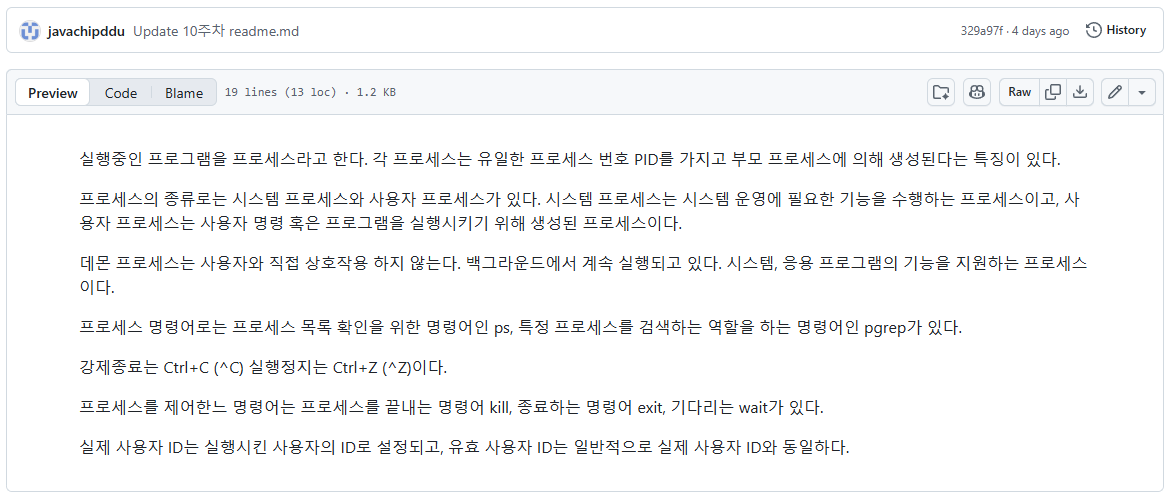 javachipddu Update 10주차 readme.md 329a97f · 4 days ago History
Preview Code Blame 19 lines (13 loc) · 1.2 KB Raw
실행중인 프로그램을 프로세스라고 한다. 각 프로세스는 유일한 프로세스 번호 PID를 가지고 부모 프로세스에 의해 생성된다는 특징이 있다.
프로세스의 종류로는 시스템 프로세스와 사용자 프로세스가 있다. 시스템 프로세스는 시스템 운영에 필요한 기능을 수행하는 프로세스이고, 사
용자 프로세스는 사용자 명령 혹은 프로그램을 실행시키기 위해 생성된 프로세스이다.
데몬 프로세스는 사용자와 직접 상호작용 하지 않는다. 백그라운드에서 계속 실행되고 있다. 시스템, 응용 프로그램의 기능을 지원하는 프로세스
이다.
프로세스 명령어로는 프로세스 목록 확인을 위한 명령어인 ps, 특정 프로세스를 검색하는 역할을 하는 명령어인 pgrep가 있다.
강제종료는 Ctrl+C (^C) 실행정지는 Ctrl+Z (^Z)이다.
프로세스를 제어한느 명령어는 프로세스를 끝내는 명령어 kill, 종료하는 명령어 exit, 기다리는 wait가 있다.
실제 사용자 ID는 실행시킨 사용자의 ID로 설정되고, 유효 사용자 ID는 일반적으로 실제 사용자 ID와 동일하다.